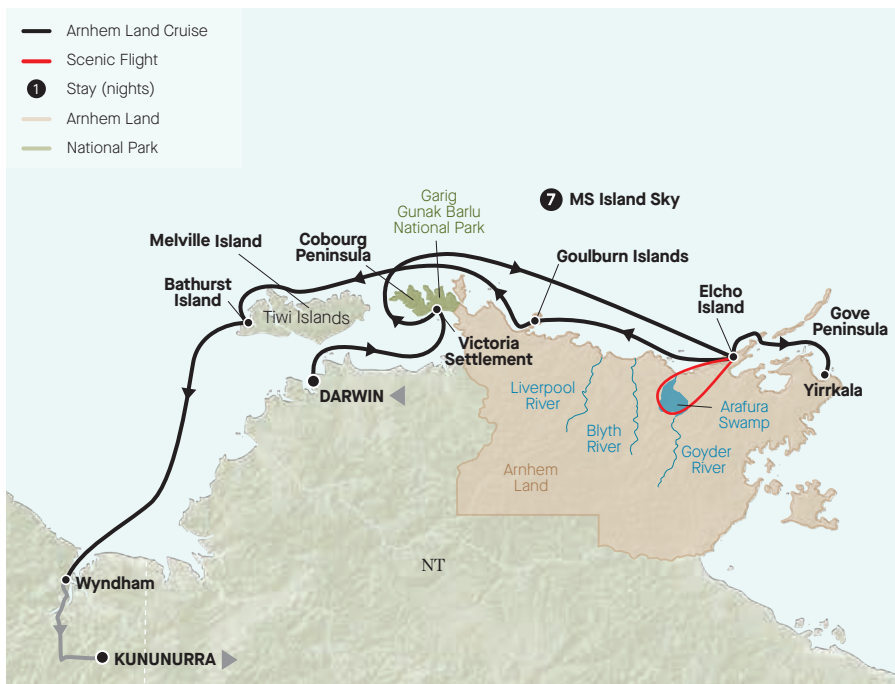 Arnhem Land Cruise
Scenic Flight
1 Stay (nights)
Arnhem Land
National Park
Garig
Gunak Barlu
National Park
7 MS Island Sky
Melville Island
Cobourg
Peninsula
Goulburn Islands
Bathurst
Island
Elcho
Island
Gove
Peninsula
Tiwi Islands
Victoria
Settlement
DARWIN
Liverpool
River
Yirrkala
Arafura
Swamp
Blyth
River
Goyder
River
Arnhem
Land
NT
Wyndham
KUNUNURRA